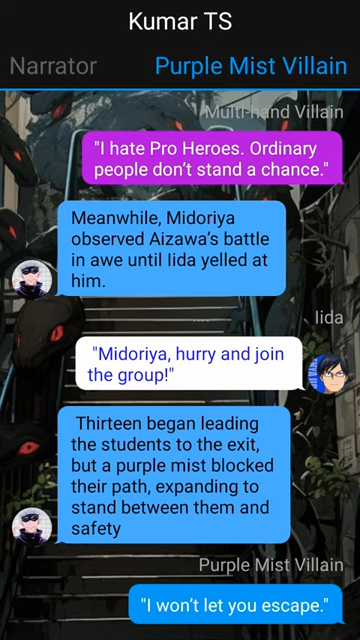 Kumar TS
Narrator
Purple Mist Villain
Multi-hand Villain
"I hate Pro Heroes. Ordinary
people don't stand a chance."
Meanwhile, Midoriya
observed Aizawa's battle
in awe until Iida yelled at
him.
Iida
"Midoriya, hurry and join
the group!"
Thirteen began leading
the students to the exit,
but a purple mist blocked
their path, expanding to
stand between them and
safety
Purple Mist Villain
"I won't let you escape."